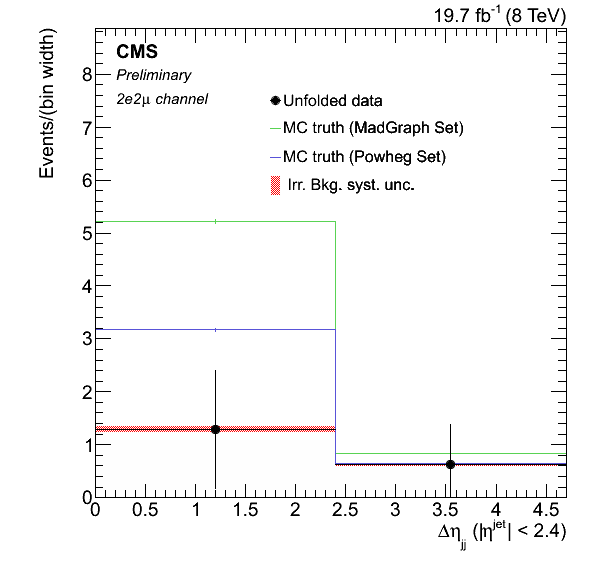 19.7 fb⁻¹ (8 TeV)
CMS
Preliminary
2e2μ channel
Unfolded data
MC truth (MadGraph Set)
MC truth (Powheg Set)
Irr. Bkg. syst. unc.
Events/(bin width)
8
7
6
5
4
3
2
1
0
0 0.5 1 1.5 2 2.5 3 3.5 4 4.5
Δη_jj (|η^jet| < 2.4)